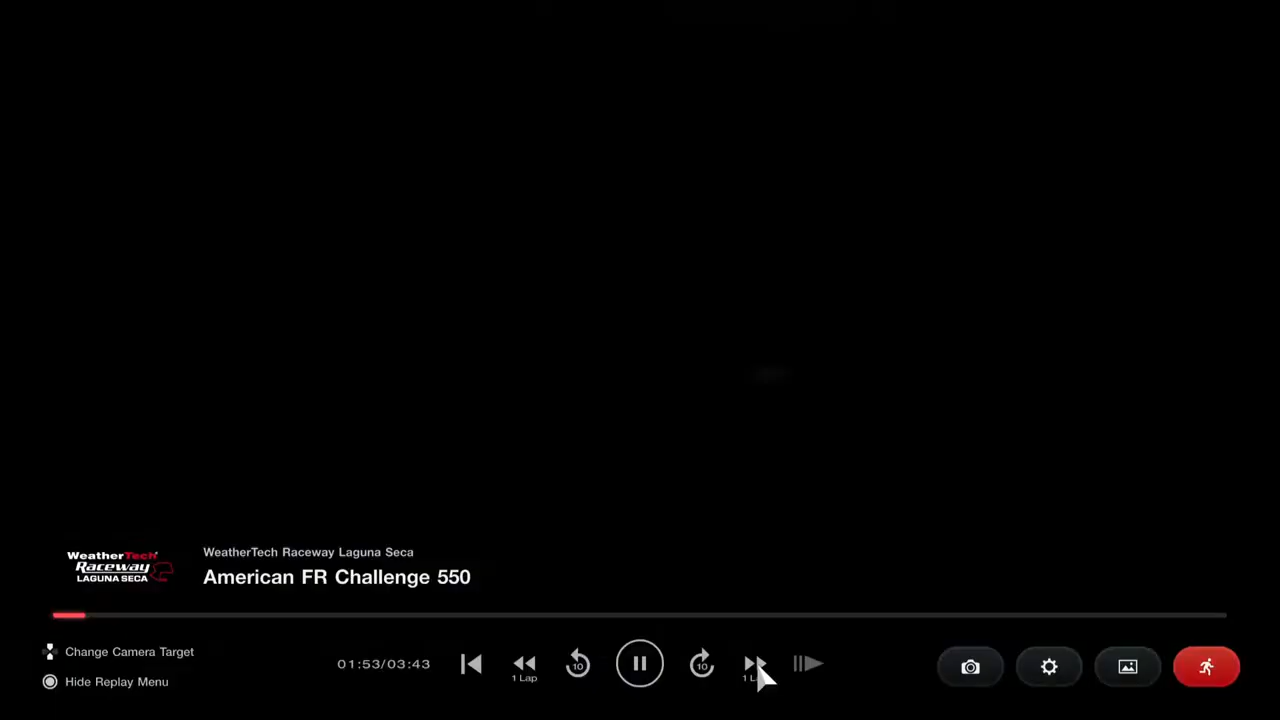 WeatherTech
Raceway
LAGUNA SECA
WeatherTech Raceway Laguna Seca
American FR Challenge 550
Change Camera Target
Hide Replay Menu
01:53/03:43
1 Lap
10
10
1